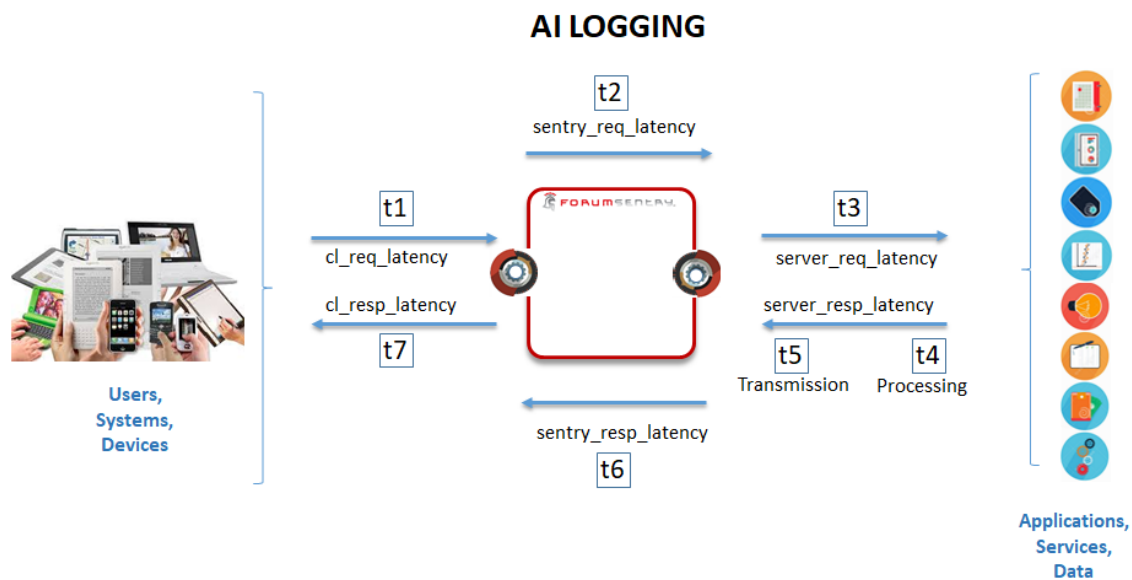 AI LOGGING
t2
sentry_req_latency
FORUMSENTRY
t1
cl_req_latency
t3
server_req_latency
cl_resp_latency
t7
server_resp_latency
t5
t4
Transmission
Processing
sentry_resp_latency
t6
Users,
Systems,
Devices
Applications,
Services,
Data